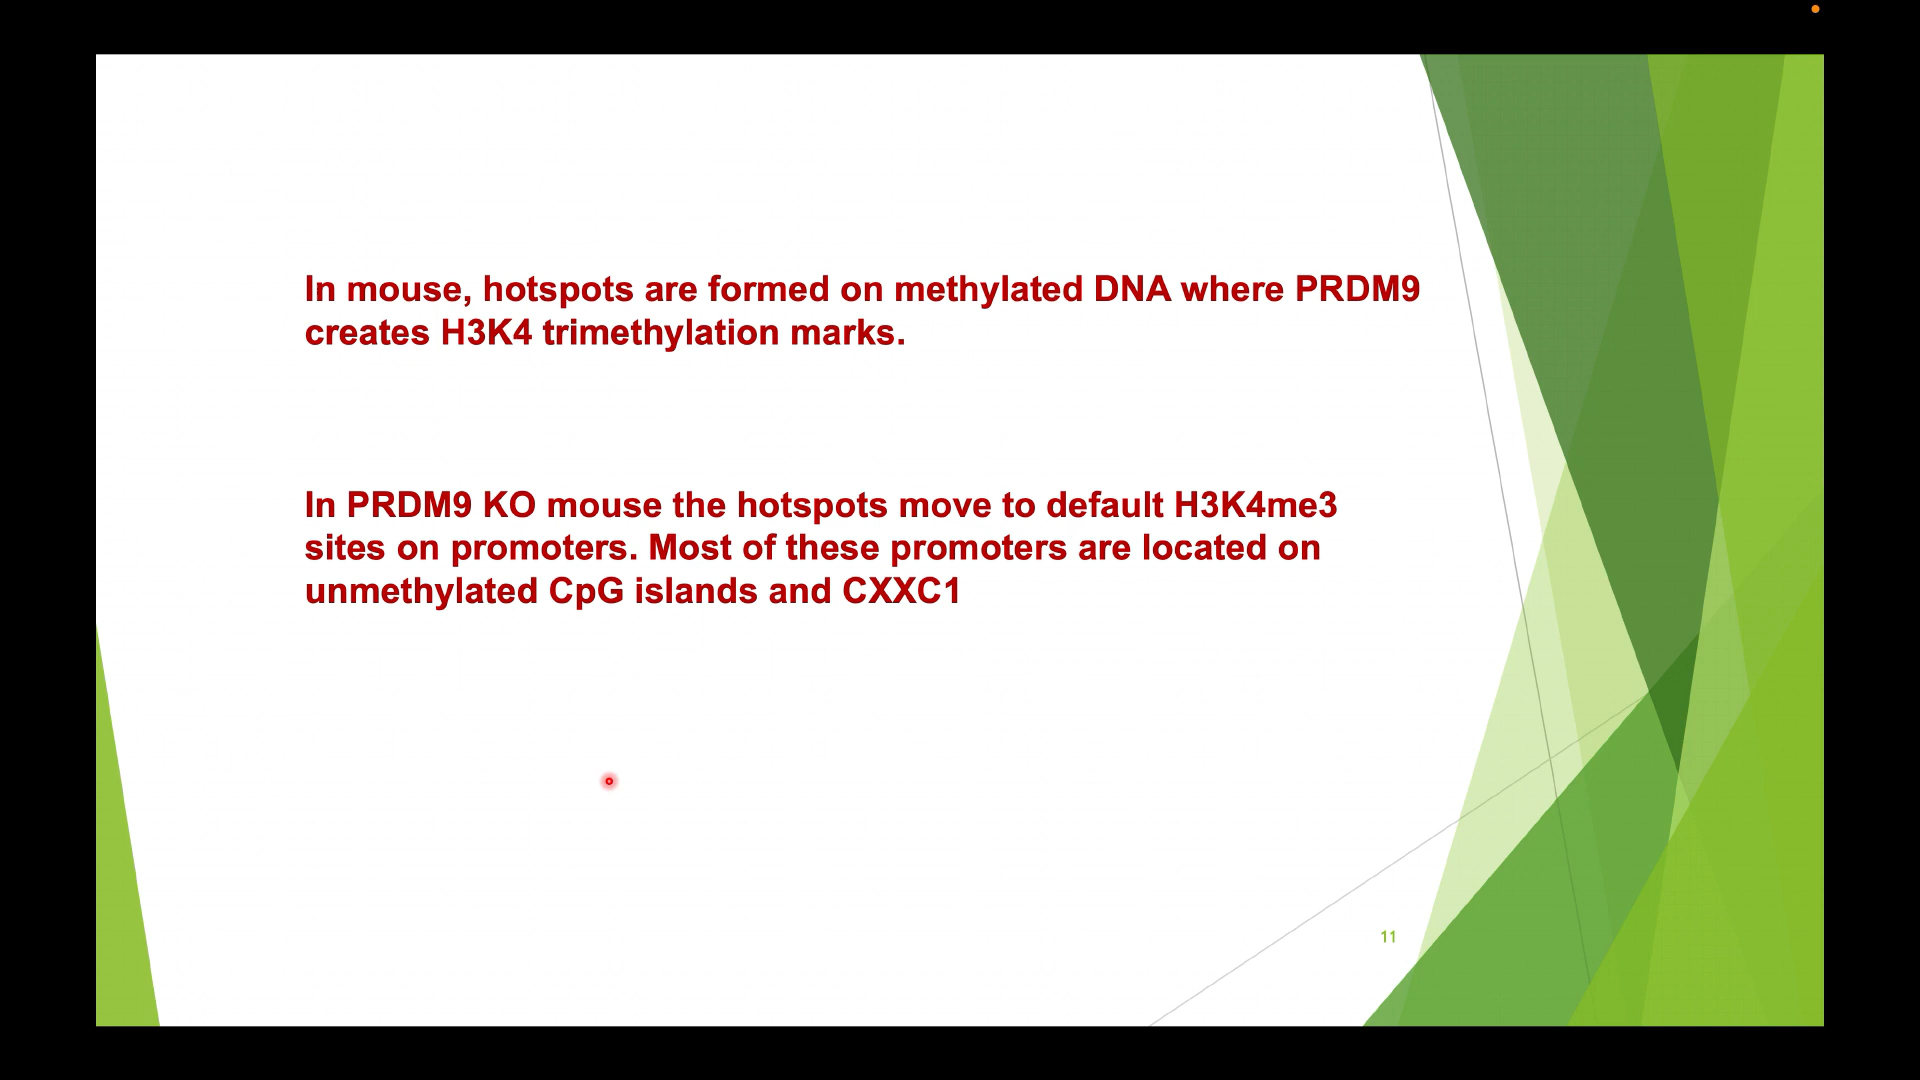 In mouse, hotspots are formed on methylated DNA where PRDM9
creates H3K4 trimethylation marks.
In PRDM9 KO mouse the hotspots move to default H3K4me3
sites on promoters. Most of these promoters are located on
unmethylated CpG islands and CXXC1
11